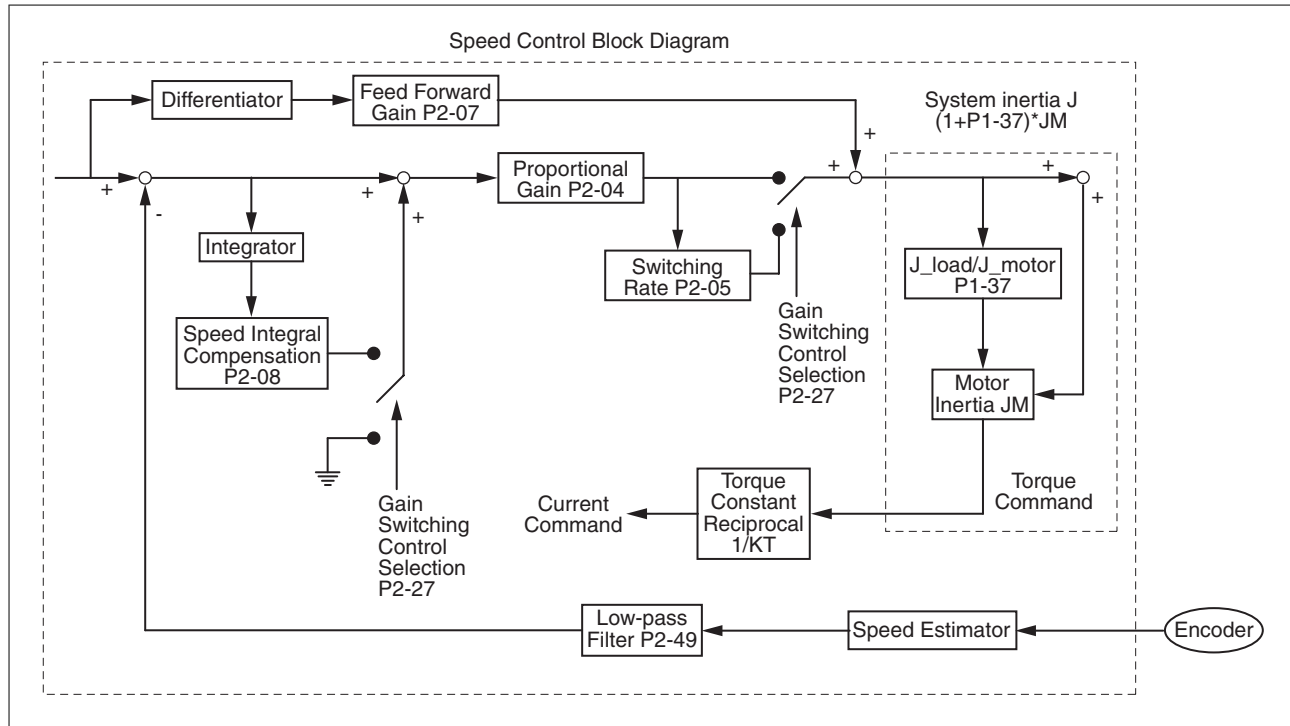 Speed Control Block Diagram
Differentiator
Feed Forward
Gain P2-07
System inertia J
(1+P1-37)*JM
+
+
+
+
+
+
+
+
-
Proportional
Gain P2-04
Integrator
Switching
Rate P2-05
J_load/J_motor
P1-37
Speed Integral
Compensation
P2-08
Gain
Switching
Control
Selection
P2-27
Motor
Inertia JM
Gain
Switching
Control
Selection
P2-27
Current
Command
Torque
Constant
Reciprocal
1/KT
Torque
Command
Low-pass
Filter P2-49
Speed Estimator
Encoder